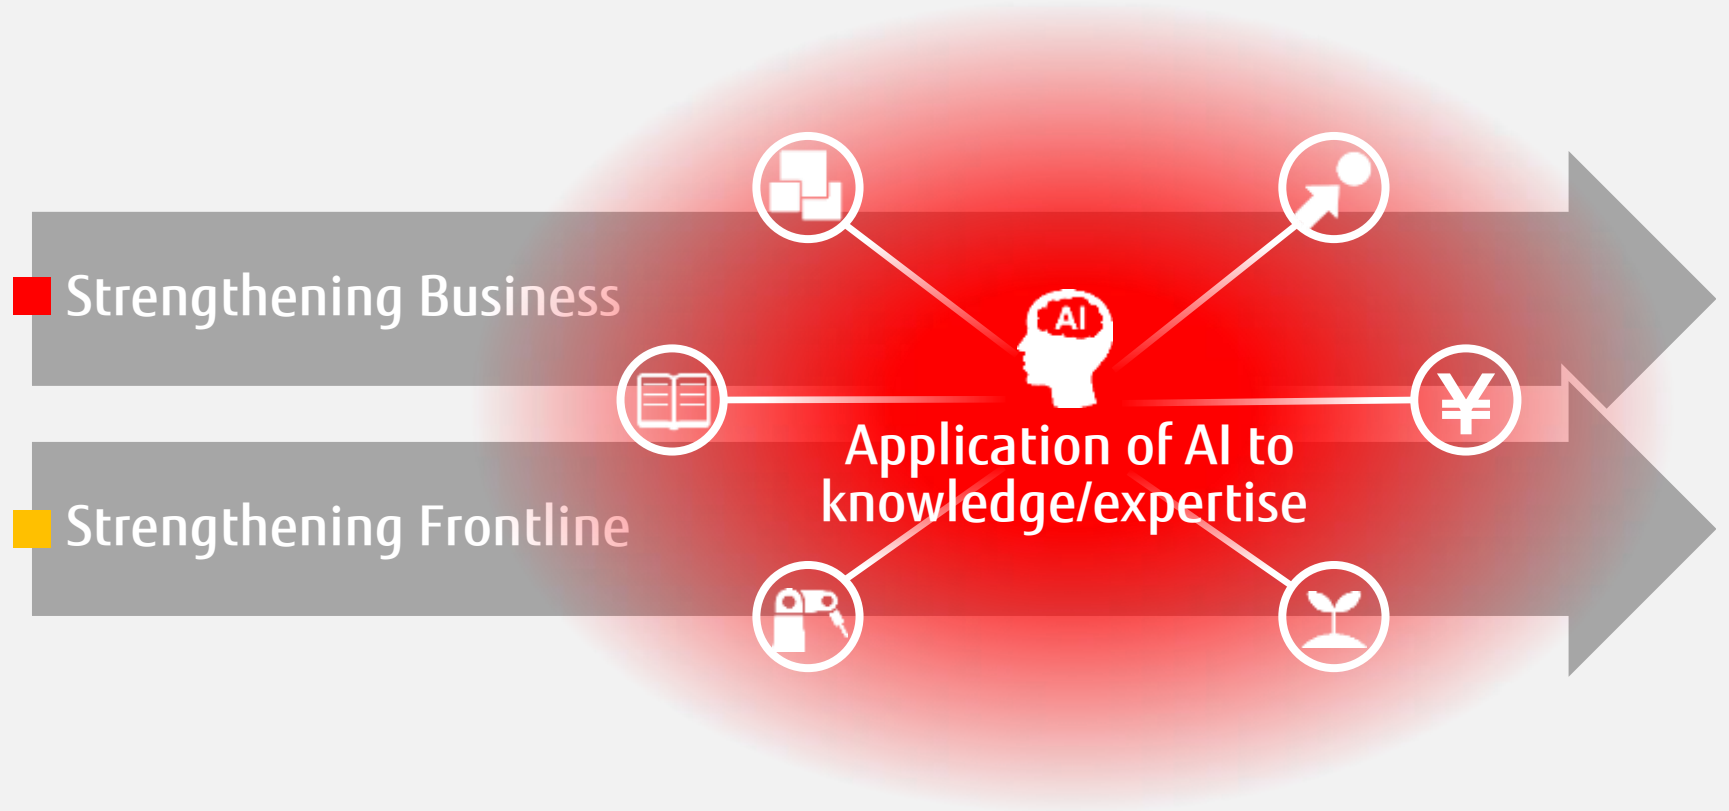 Strengthening Business
AI
¥
Application of AI to
knowledge/expertise
Strengthening Frontline